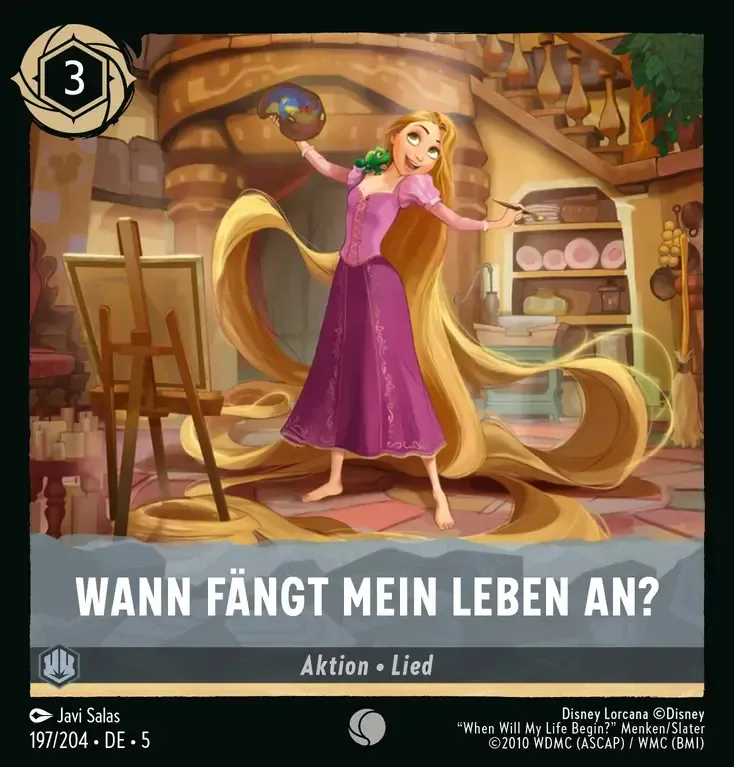 3
WANN FÄNGT MEIN LEBEN AN?
Aktion • Lied
Javi Salas
197/204 • DE • 5
Disney Lorcana ©Disney
“When Will My Life Begin?” Menken/Slater
©2010 WDMC (ASCAP) / WMC (BMI)